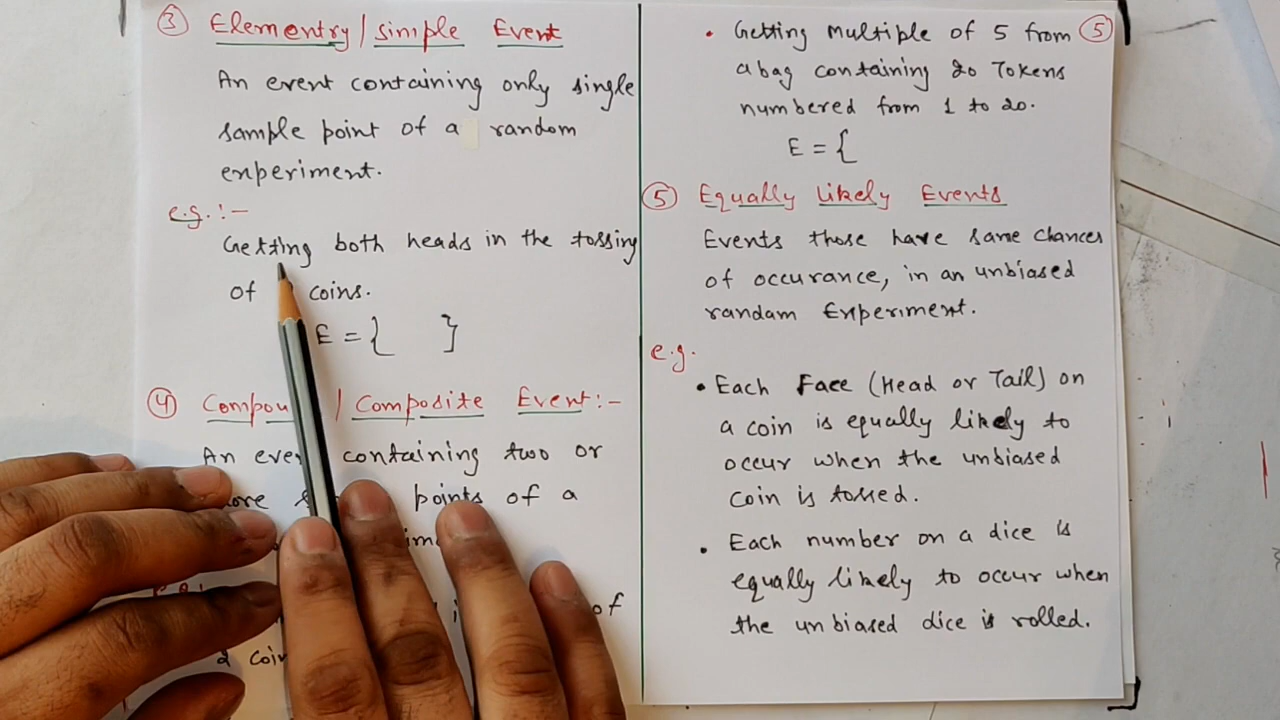 ③ Elementry / simple Event
An event containing only single
sample point of a random
experiment.
e.g. :-
Getting both heads in the tossing
of coins.
E = { }
④ / Composite Event :-
An containing two or
points of a
of
2
• Getting multiple of 5 from ⑤
a bag containing 20 Tokens
numbered from 1 to 20.
E = {
⑤ Equally likely Events
Events those have same chances
of occurance, in an unbiased
randam Experiment.
e.g.
• Each Face (Head or Tail) on
a coin is equally likely to
occur when the unbiased
coin is tossed.
• Each number on a dice is
equally likely to occur when
the unbiased dice is rolled.